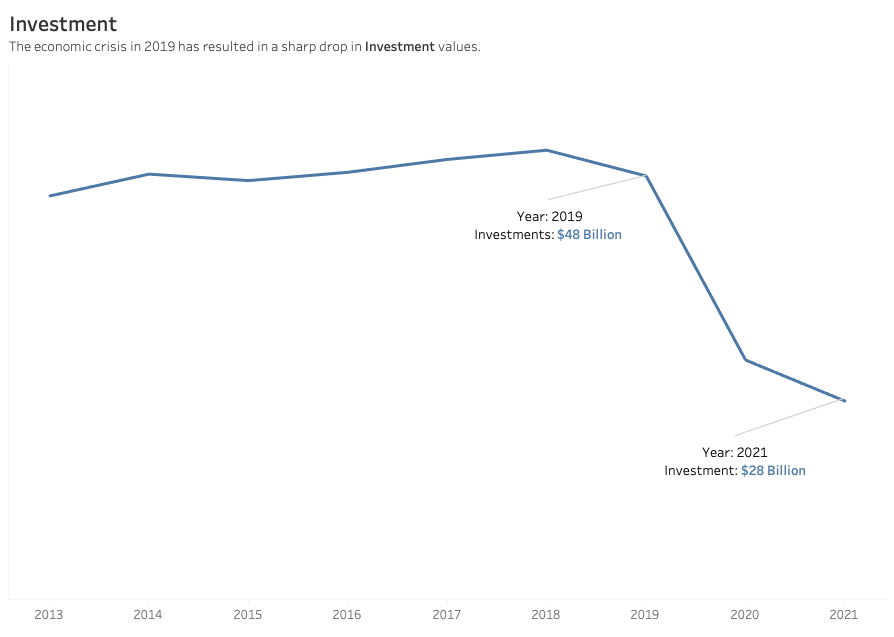 Investment
The economic crisis in 2019 has resulted in a sharp drop in Investment values.
Year: 2019
Investments: $48 Billion
Year: 2021
Investment: $28 Billion
2013
2014
2015
2016
2017
2018
2019
2020
2021